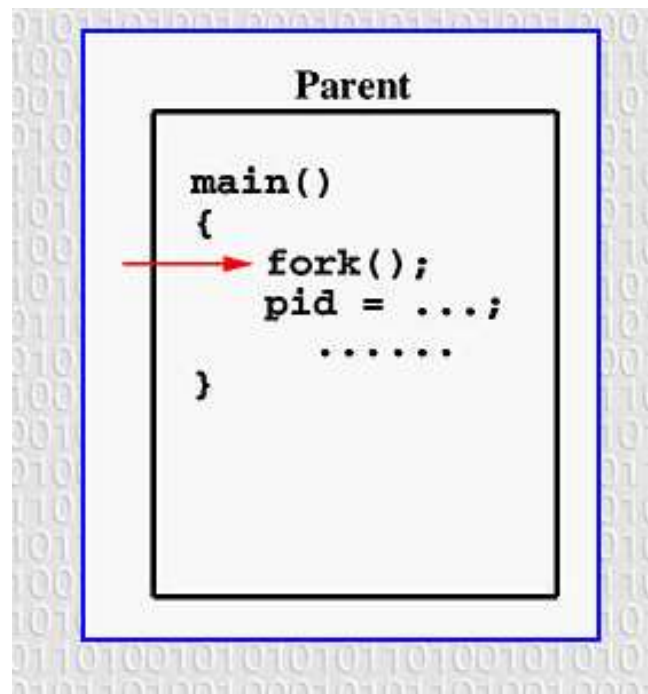 Parent
main()
{
fork();
pid = ...;
......
}